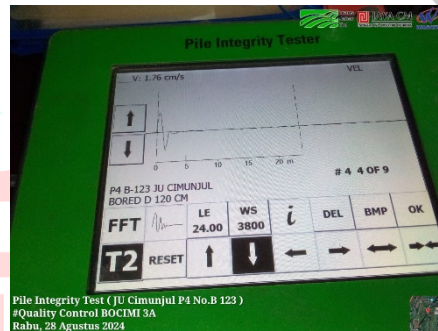 JAYA CM
Pile Integrity Tester
V: 1.76 cm/s
VEL
0 5 10 15 20 m
# 4 4 OF 9
P4 B-123 JU CIMUNJUL
BORED D 120 CM
FFT
LE
24.00
WS
3800
i
DEL
BMP
OK
T2
RESET
Pile Integrity Test ( JU Cimunjul P4 No.B 123 )
#Quality Control BOCIMI 3A
Rabu, 28 Agustus 2024